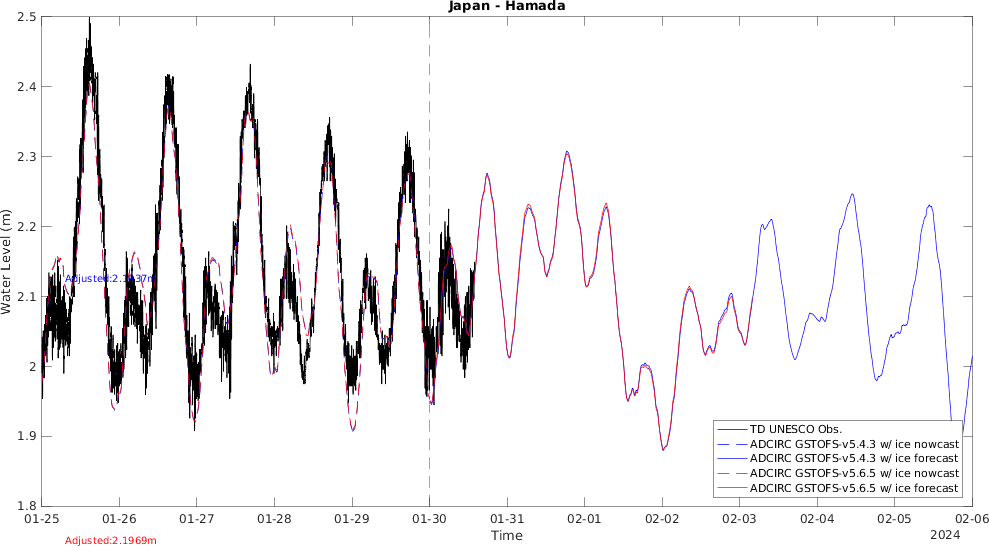 Japan - Hamada
Water Level (m)
2.5
2.4
2.3
2.2
2.1
2
1.9
1.8
Adjusted:2.1937m
TD UNESCO Obs.
ADCIRC GSTOFS-v5.4.3 w/ ice nowcast
ADCIRC GSTOFS-v5.4.3 w/ ice forecast
ADCIRC GSTOFS-v5.6.5 w/ ice nowcast
ADCIRC GSTOFS-v5.6.5 w/ ice forecast
01-25 01-26 01-27 01-28 01-29 01-30 01-31 02-01 02-02 02-03 02-04 02-05 02-06
Time
2024
Adjusted:2.1969m